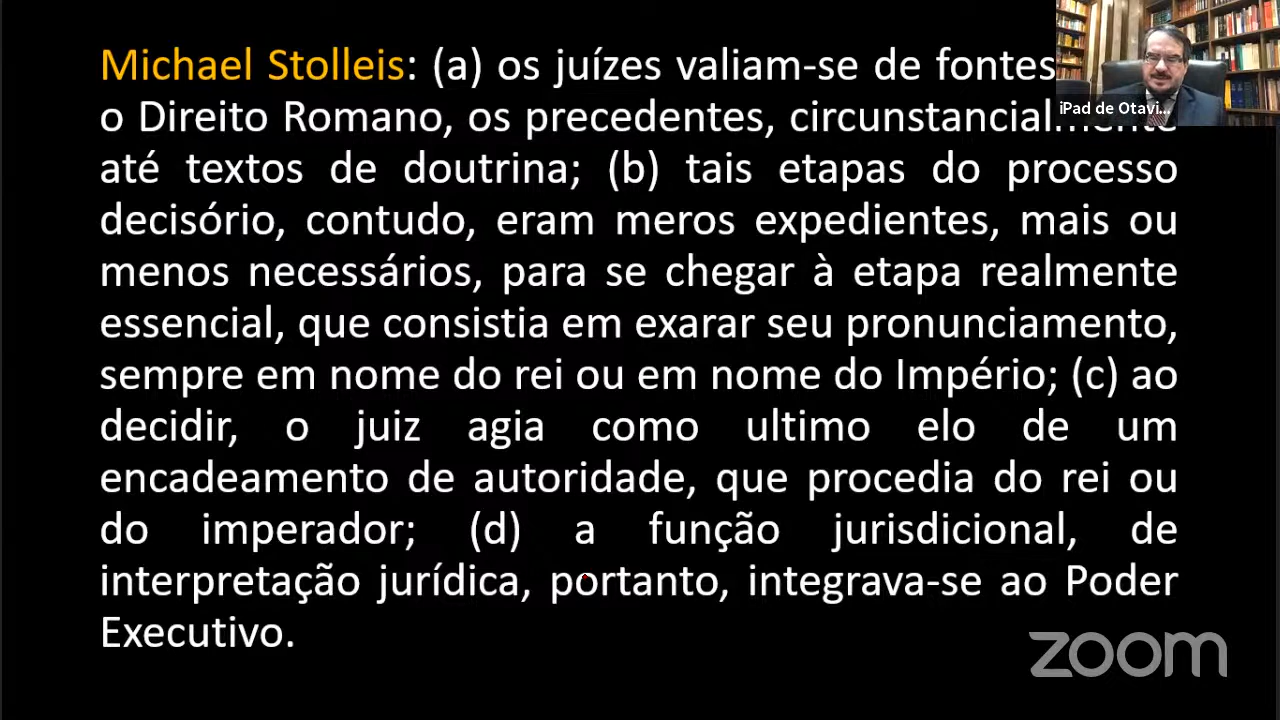 Michael Stolleis: (a) os juízes valiam-se de fontes
o Direito Romano, os precedentes, circunstancialmente
até textos de doutrina; (b) tais etapas do processo
decisório, contudo, eram meros expedientes, mais ou
menos necessários, para se chegar à etapa realmente
essencial, que consistia em exarar seu pronunciamento,
sempre em nome do rei ou em nome do Império; (c) ao
decidir, o juiz agia como ultimo elo de um
encadeamento de autoridade, que procedia do rei ou
do imperador; (d) a função jurisdicional, de
interpretação jurídica, portanto, integrava-se ao Poder
Executivo.
iPad de Otavi...
zoom